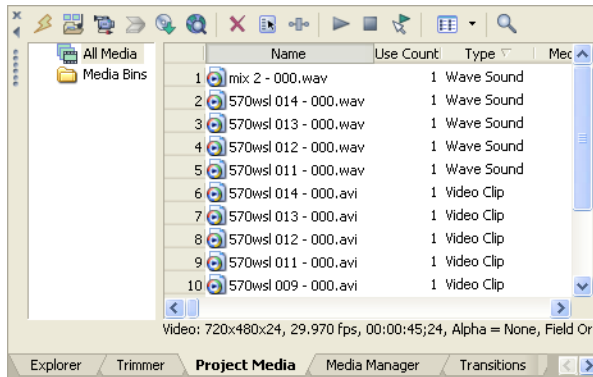 All Media
Media Bins
Name Use Count Type Mec
1 mix 2 - 000.wav 1 Wave Sound
2 570wsl 014 - 000.wav 1 Wave Sound
3 570wsl 013 - 000.wav 1 Wave Sound
4 570wsl 012 - 000.wav 1 Wave Sound
5 570wsl 011 - 000.wav 1 Wave Sound
6 570wsl 014 - 000.avi 1 Video Clip
7 570wsl 013 - 000.avi 1 Video Clip
8 570wsl 012 - 000.avi 1 Video Clip
9 570wsl 011 - 000.avi 1 Video Clip
10 570wsl 009 - 000.avi 1 Video Clip
Video: 720x480x24, 29.970 fps, 00:00:45;24, Alpha = None, Field Or
Explorer Trimmer Project Media Media Manager Transitions